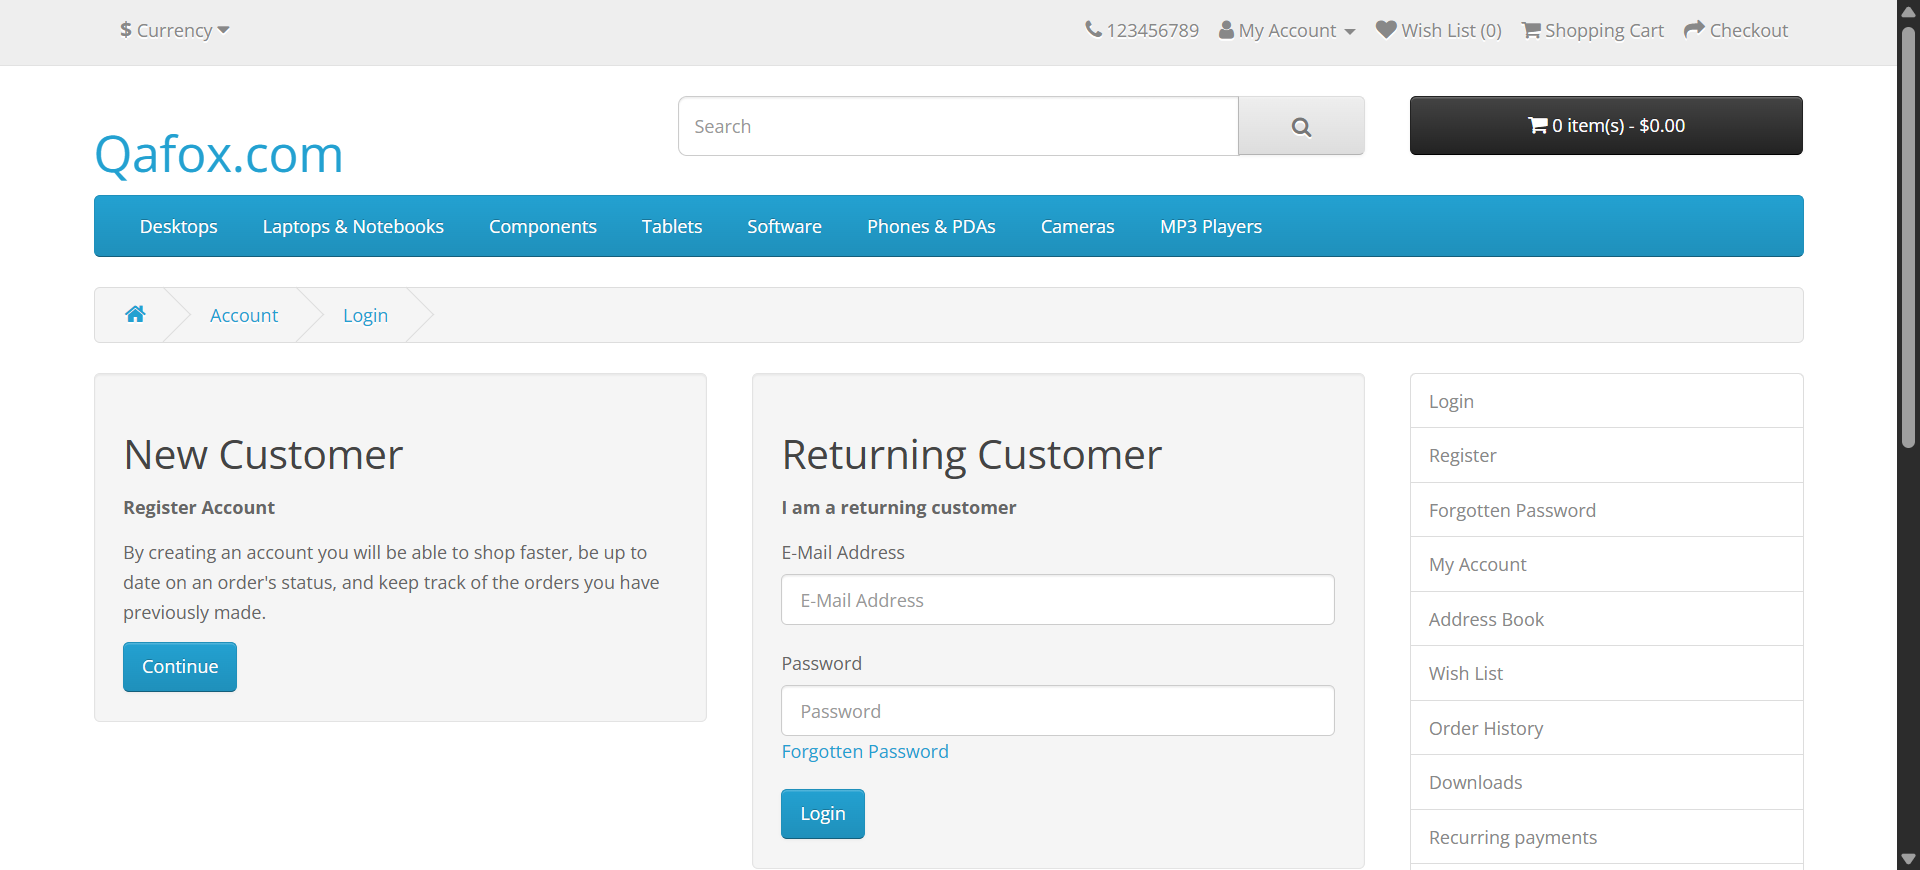 $ Currency
123456789 My Account Wish List (0) Shopping Cart Checkout
Qafox.com
Search
0 item(s) - $0.00
Desktops Laptops & Notebooks Components Tablets Software Phones & PDAs Cameras MP3 Players
Account Login
New Customer
Register Account
By creating an account you will be able to shop faster, be up to
date on an order's status, and keep track of the orders you have
previously made.
Continue
Returning Customer
I am a returning customer
E-Mail Address
E-Mail Address
Password
Password
Forgotten Password
Login
Login
Register
Forgotten Password
My Account
Address Book
Wish List
Order History
Downloads
Recurring payments